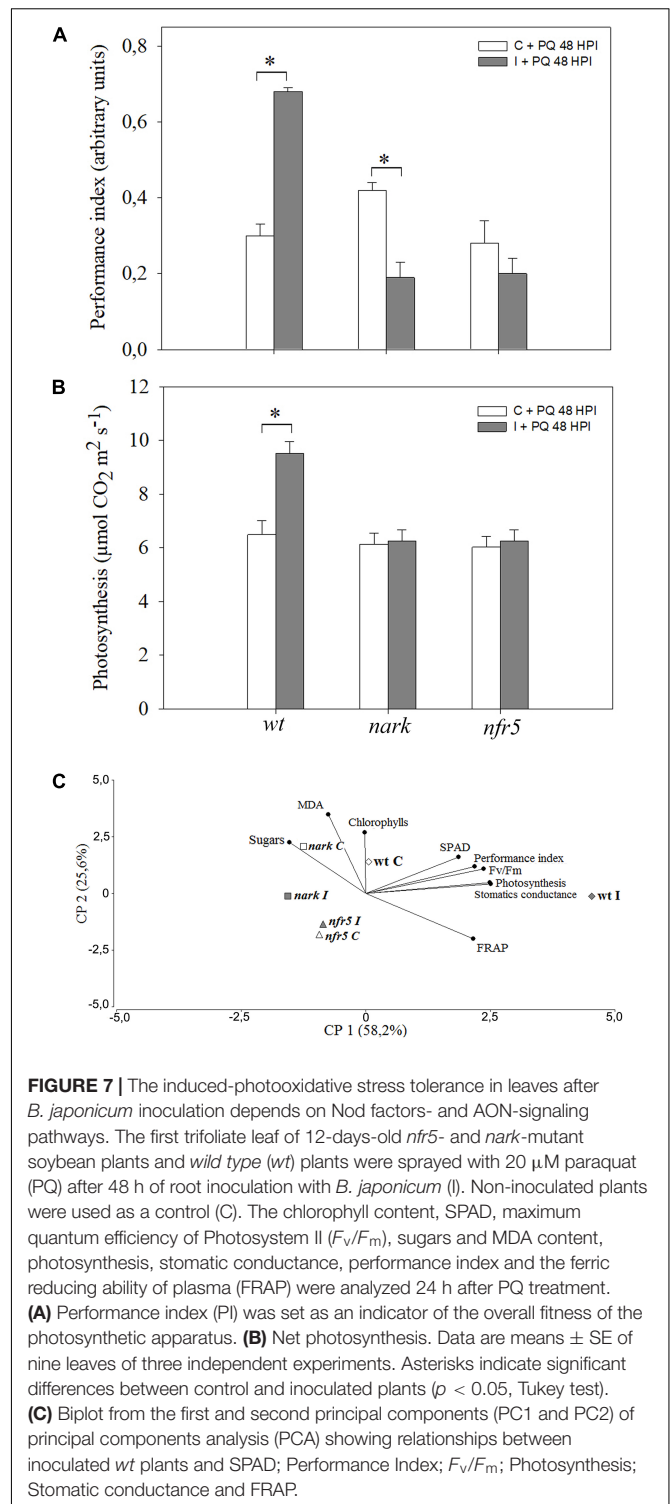 A
0,8
0,6
0,4
0,2
0,0
Performance index (arbitrary units)
C + PQ 48 HPI
I + PQ 48 HPI
*
*
B
12
10
8
6
4
2
0
Photosynthesis (µmol CO2 m² s⁻¹)
C + PQ 48 HPI
I + PQ 48 HPI
*
wt nark nfr5
C
5,0
2,5
0
-2,5
-5,0
CP 2 (25,6%)
MDA
Chlorophylls
Sugars
nark C
wt C
SPAD
Performance index
Fv/Fm
Photosynthesis
Stomatics conductance
nark I
wt I
nfr5 I
nfr5 C
FRAP
-5,0 -2,5 0 2,5 5,0
CP 1 (58,2%)
FIGURE 7 | The induced-photooxidative stress tolerance in leaves after
B. japonicum inoculation depends on Nod factors- and AON-signaling
pathways. The first trifoliate leaf of 12-days-old nfr5- and nark-mutant
soybean plants and wild type (wt) plants were sprayed with 20 µM paraquat
(PQ) after 48 h of root inoculation with B. japonicum (I). Non-inoculated plants
were used as a control (C). The chlorophyll content, SPAD, maximum
quantum efficiency of Photosystem II (Fv/Fm), sugars and MDA content,
photosynthesis, stomatic conductance, performance index and the ferric
reducing ability of plasma (FRAP) were analyzed 24 h after PQ treatment.
(A) Performance index (PI) was set as an indicator of the overall fitness of the
photosynthetic apparatus. (B) Net photosynthesis. Data are means ± SE of
nine leaves of three independent experiments. Asterisks indicate significant
differences between control and inoculated plants (p < 0.05, Tukey test).
(C) Biplot from the first and second principal components (PC1 and PC2) of
principal components analysis (PCA) showing relationships between
inoculated wt plants and SPAD; Performance Index; Fv/Fm; Photosynthesis;
Stomatic conductance and FRAP.